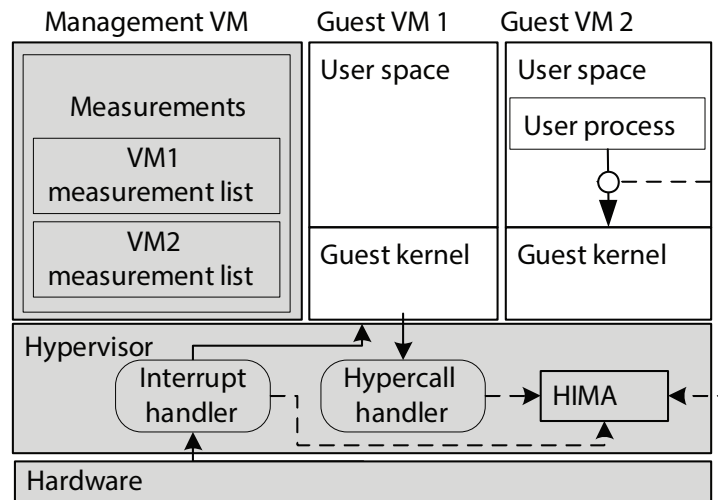 Management VM
Guest VM 1
Guest VM 2
Measurements
VM1
measurement list
VM2
measurement list
User space
Guest kernel
User space
User process
Guest kernel
Hypervisor
Interrupt
handler
Hypercall
handler
HIMA
Hardware